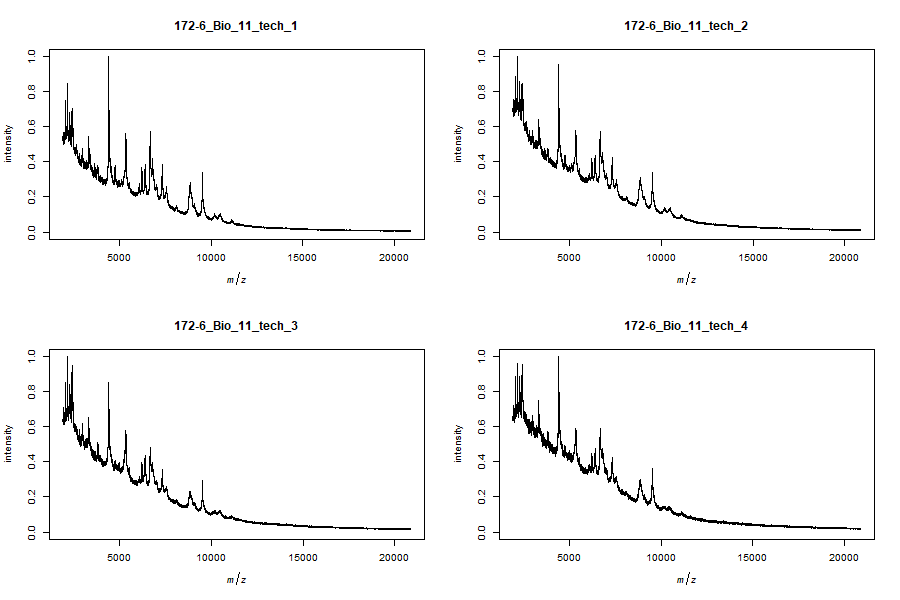 172-6_Bio_11_tech_1
172-6_Bio_11_tech_2
intensity
0.0 0.2 0.4 0.6 0.8 1.0
5000 10000 15000 20000
m/z
intensity
0.0 0.2 0.4 0.6 0.8 1.0
5000 10000 15000 20000
m/z
172-6_Bio_11_tech_3
172-6_Bio_11_tech_4
intensity
0.0 0.2 0.4 0.6 0.8 1.0
5000 10000 15000 20000
m/z
intensity
0.0 0.2 0.4 0.6 0.8 1.0
5000 10000 15000 20000
m/z